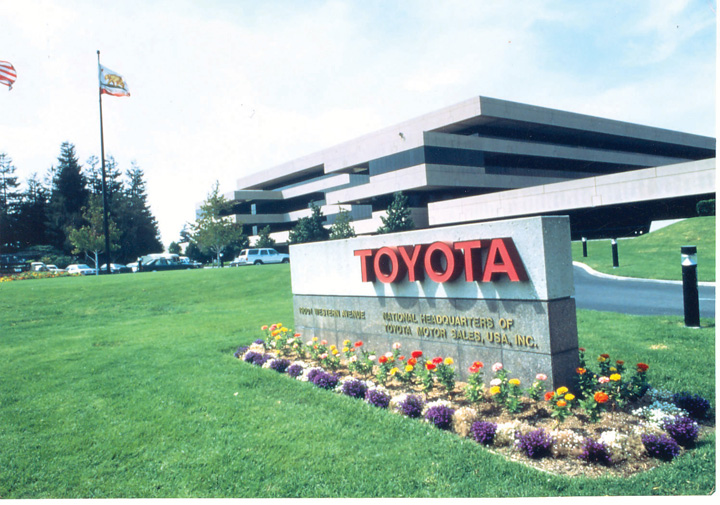 TOYOTA
19001 WESTERN AVENUE
NATIONAL HEADQUARTERS OF
TOYOTA MOTOR SALES, USA, INC.